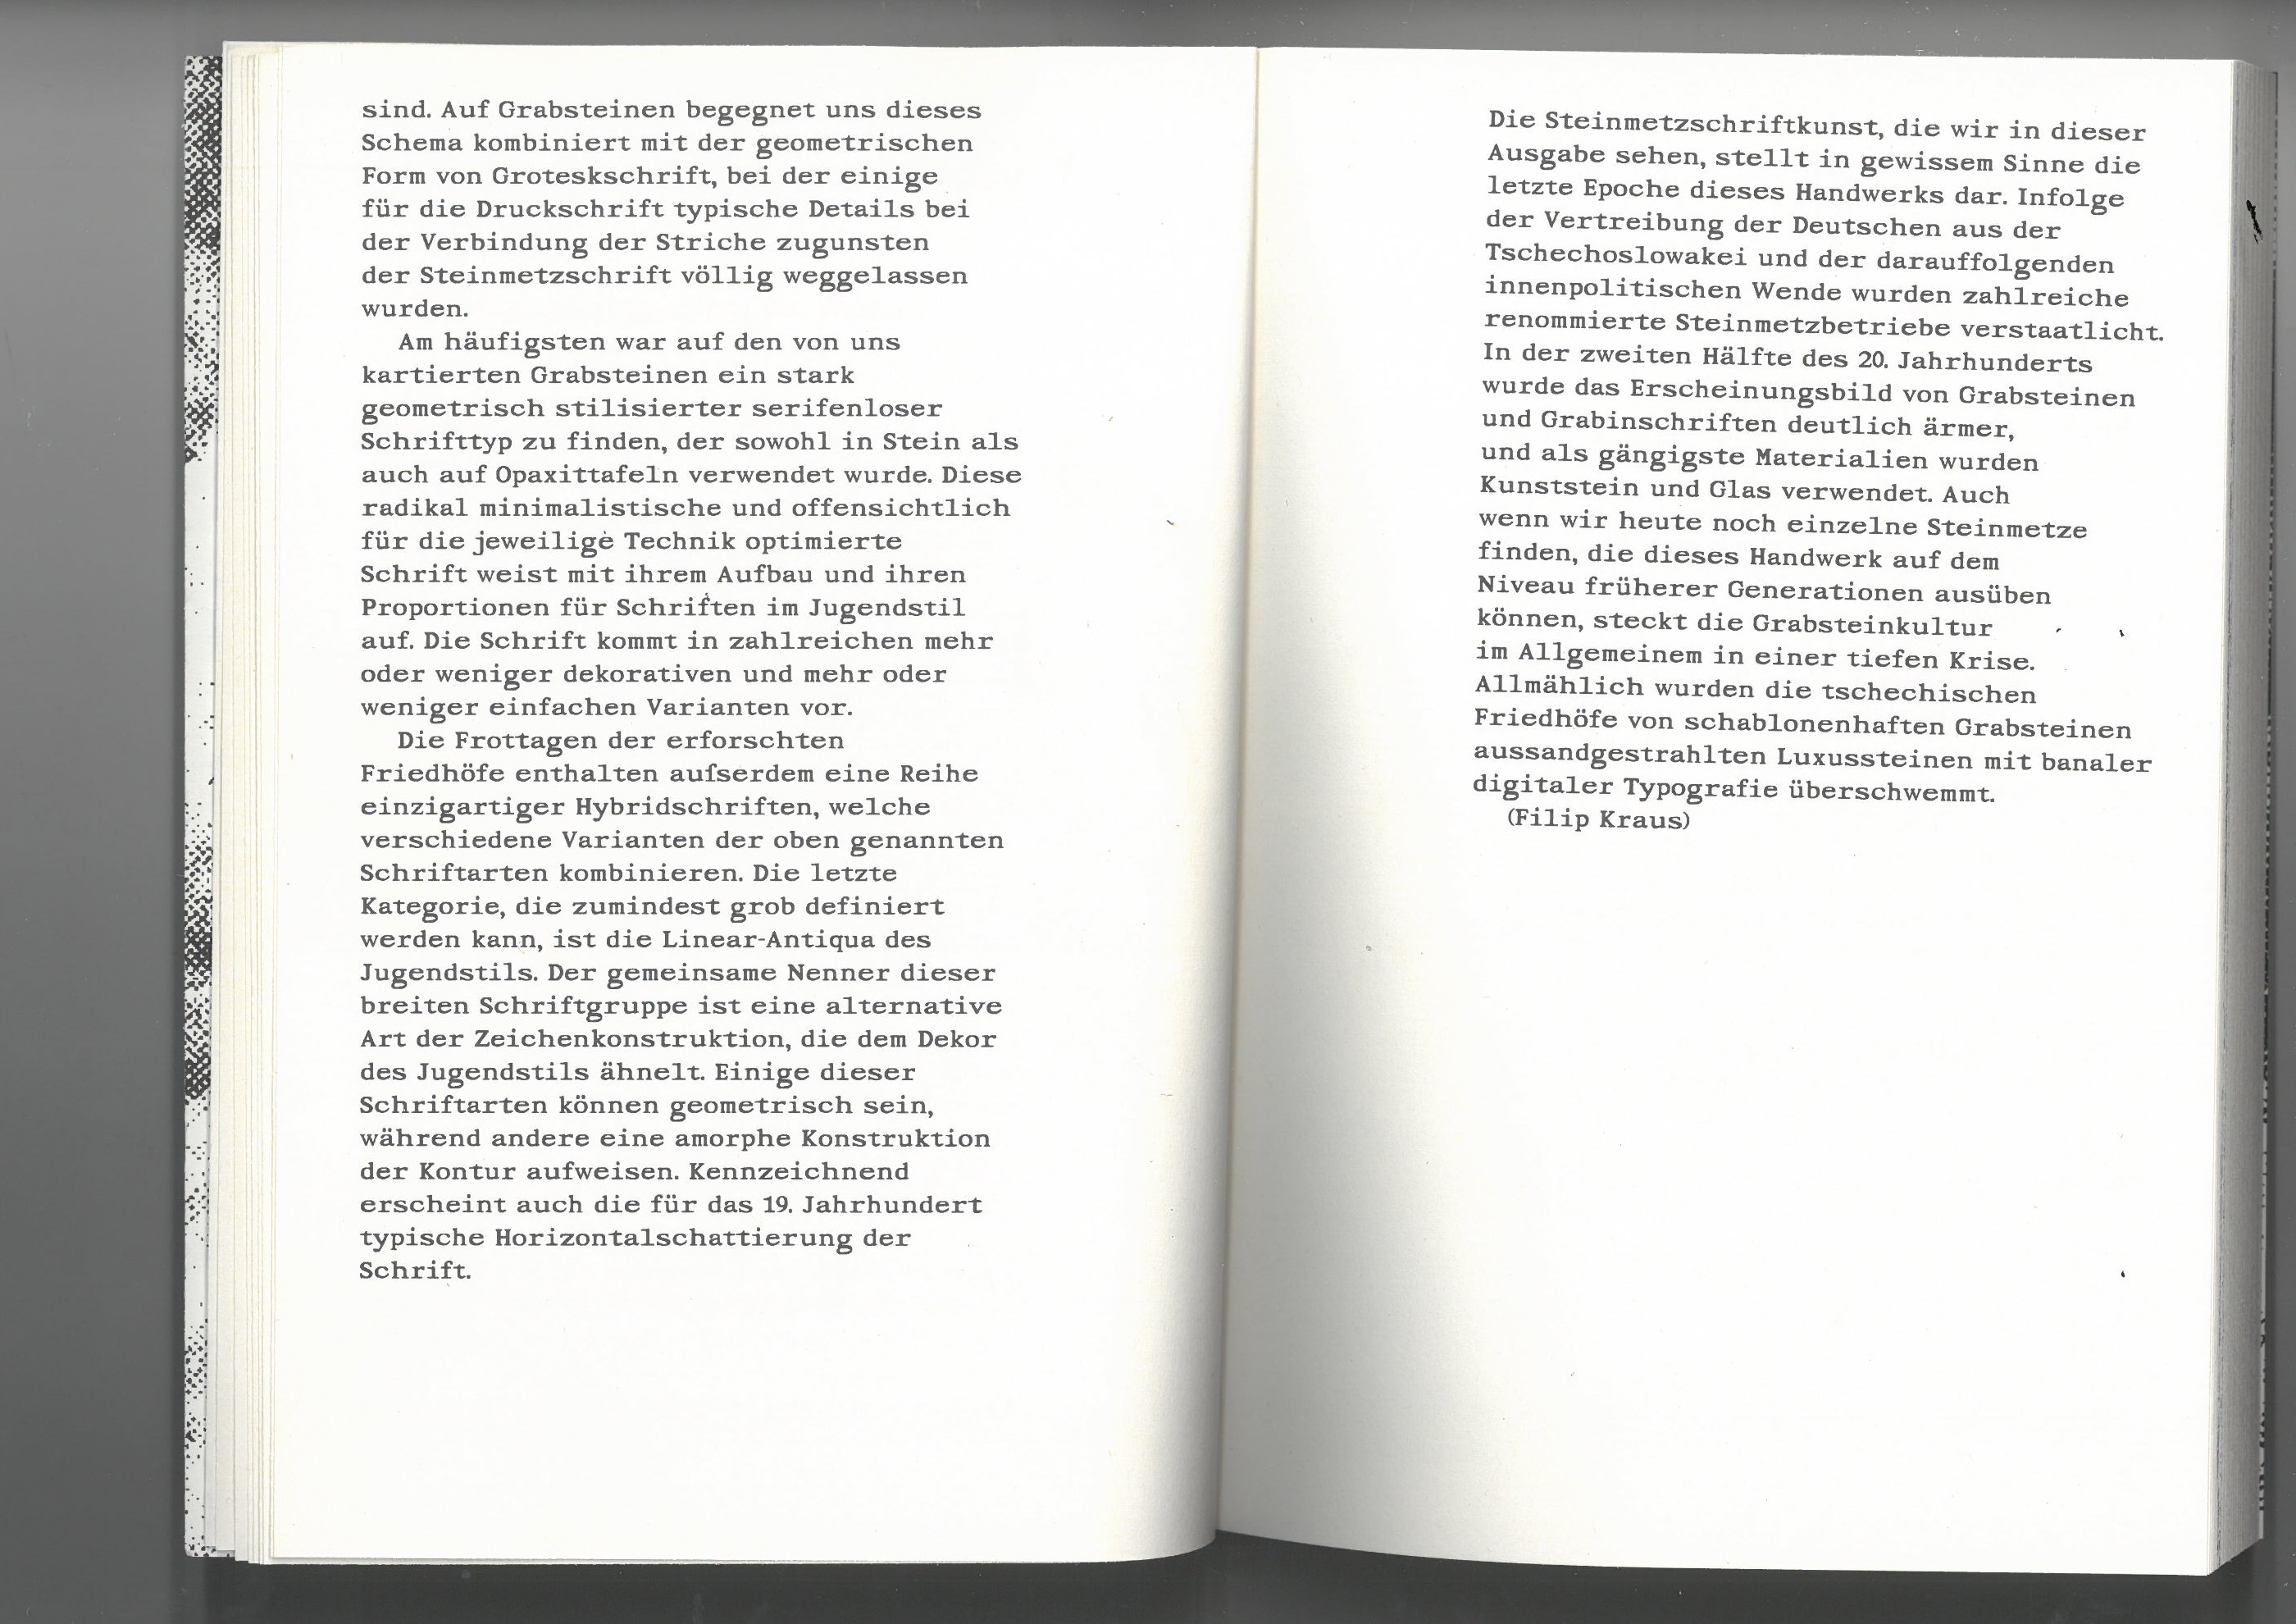 sind. Auf Grabsteinen begegnet uns dieses
Schema kombiniert mit der geometrischen
Form von Groteskschrift, bei der einige
für die Druckschrift typische Details bei
der Verbindung der Striche zugunsten
der Steinmetzschrift völlig weggelassen
wurden.
Am häufigsten war auf den von uns
kartierten Grabsteinen ein stark
geometrisch stilisierter serifenloser
Schrifttyp zu finden, der sowohl in Stein als
auch auf Opaxittafeln verwendet wurde. Diese
radikal minimalistische und offensichtlich
für die jeweilige Technik optimierte
Schrift weist mit ihrem Aufbau und ihren
Proportionen für Schriften im Jugendstil
auf. Die Schrift kommt in zahlreichen mehr
oder weniger dekorativen und mehr oder
weniger einfachen Varianten vor.
Die Frottagen der erforschten
Friedhöfe enthalten auſserdem eine Reihe
einzigartiger Hybridschriften, welche
verschiedene Varianten der oben genannten
Schriftarten kombinieren. Die letzte
Kategorie, die zumindest grob definiert
werden kann, ist die Linear-Antiqua des
Jugendstils. Der gemeinsame Nenner dieser
breiten Schriftgruppe ist eine alternative
Art der Zeichenkonstruktion, die dem Dekor
des Jugendstils ähnelt. Einige dieser
Schriftarten können geometrisch sein,
während andere eine amorphe Konstruktion
der Kontur aufweisen. Kennzeichnend
erscheint auch die für das 19. Jahrhundert
typische Horizontalschattierung der
Schrift.
Die Steinmetzschriftkunst, die wir in dieser
Ausgabe sehen, stellt in gewissem Sinne die
letzte Epoche dieses Handwerks dar. Infolge
der Vertreibung der Deutschen aus der
Tschechoslowakei und der darauffolgenden
innenpolitischen Wende wurden zahlreiche
renommierte Steinmetzbetriebe verstaatlicht.
In der zweiten Hälfte des 20. Jahrhunderts
wurde das Erscheinungsbild von Grabsteinen
und Grabinschriften deutlich ärmer,
und als gängigste Materialien wurden
Kunststein und Glas verwendet. Auch
wenn wir heute noch einzelne Steinmetze
finden, die dieses Handwerk auf dem
Niveau früherer Generationen ausüben
können, steckt die Grabsteinkultur
im Allgemeinem in einer tiefen Krise.
Allmählich wurden die tschechischen
Friedhöfe von schablonenhaften Grabsteinen
aussandgestrahlten Luxussteinen mit banaler
digitaler Typografie überschwemmt.
(Filip Kraus)